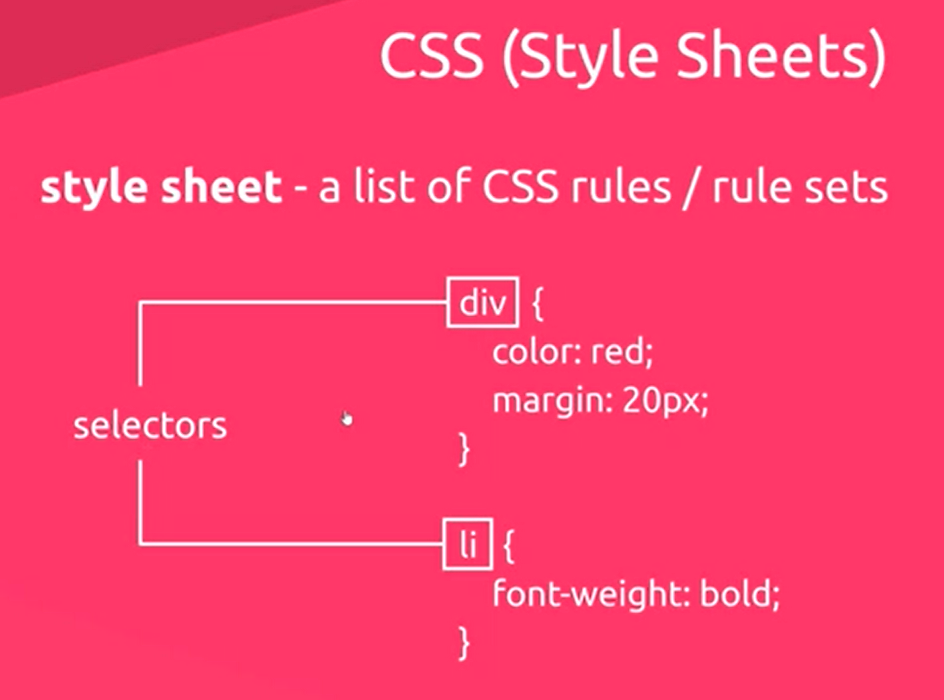 CSS (Style Sheets)
style sheet - a list of CSS rules / rule sets
div {
color: red;
margin: 20px;
}
selectors
li {
font-weight: bold;
}